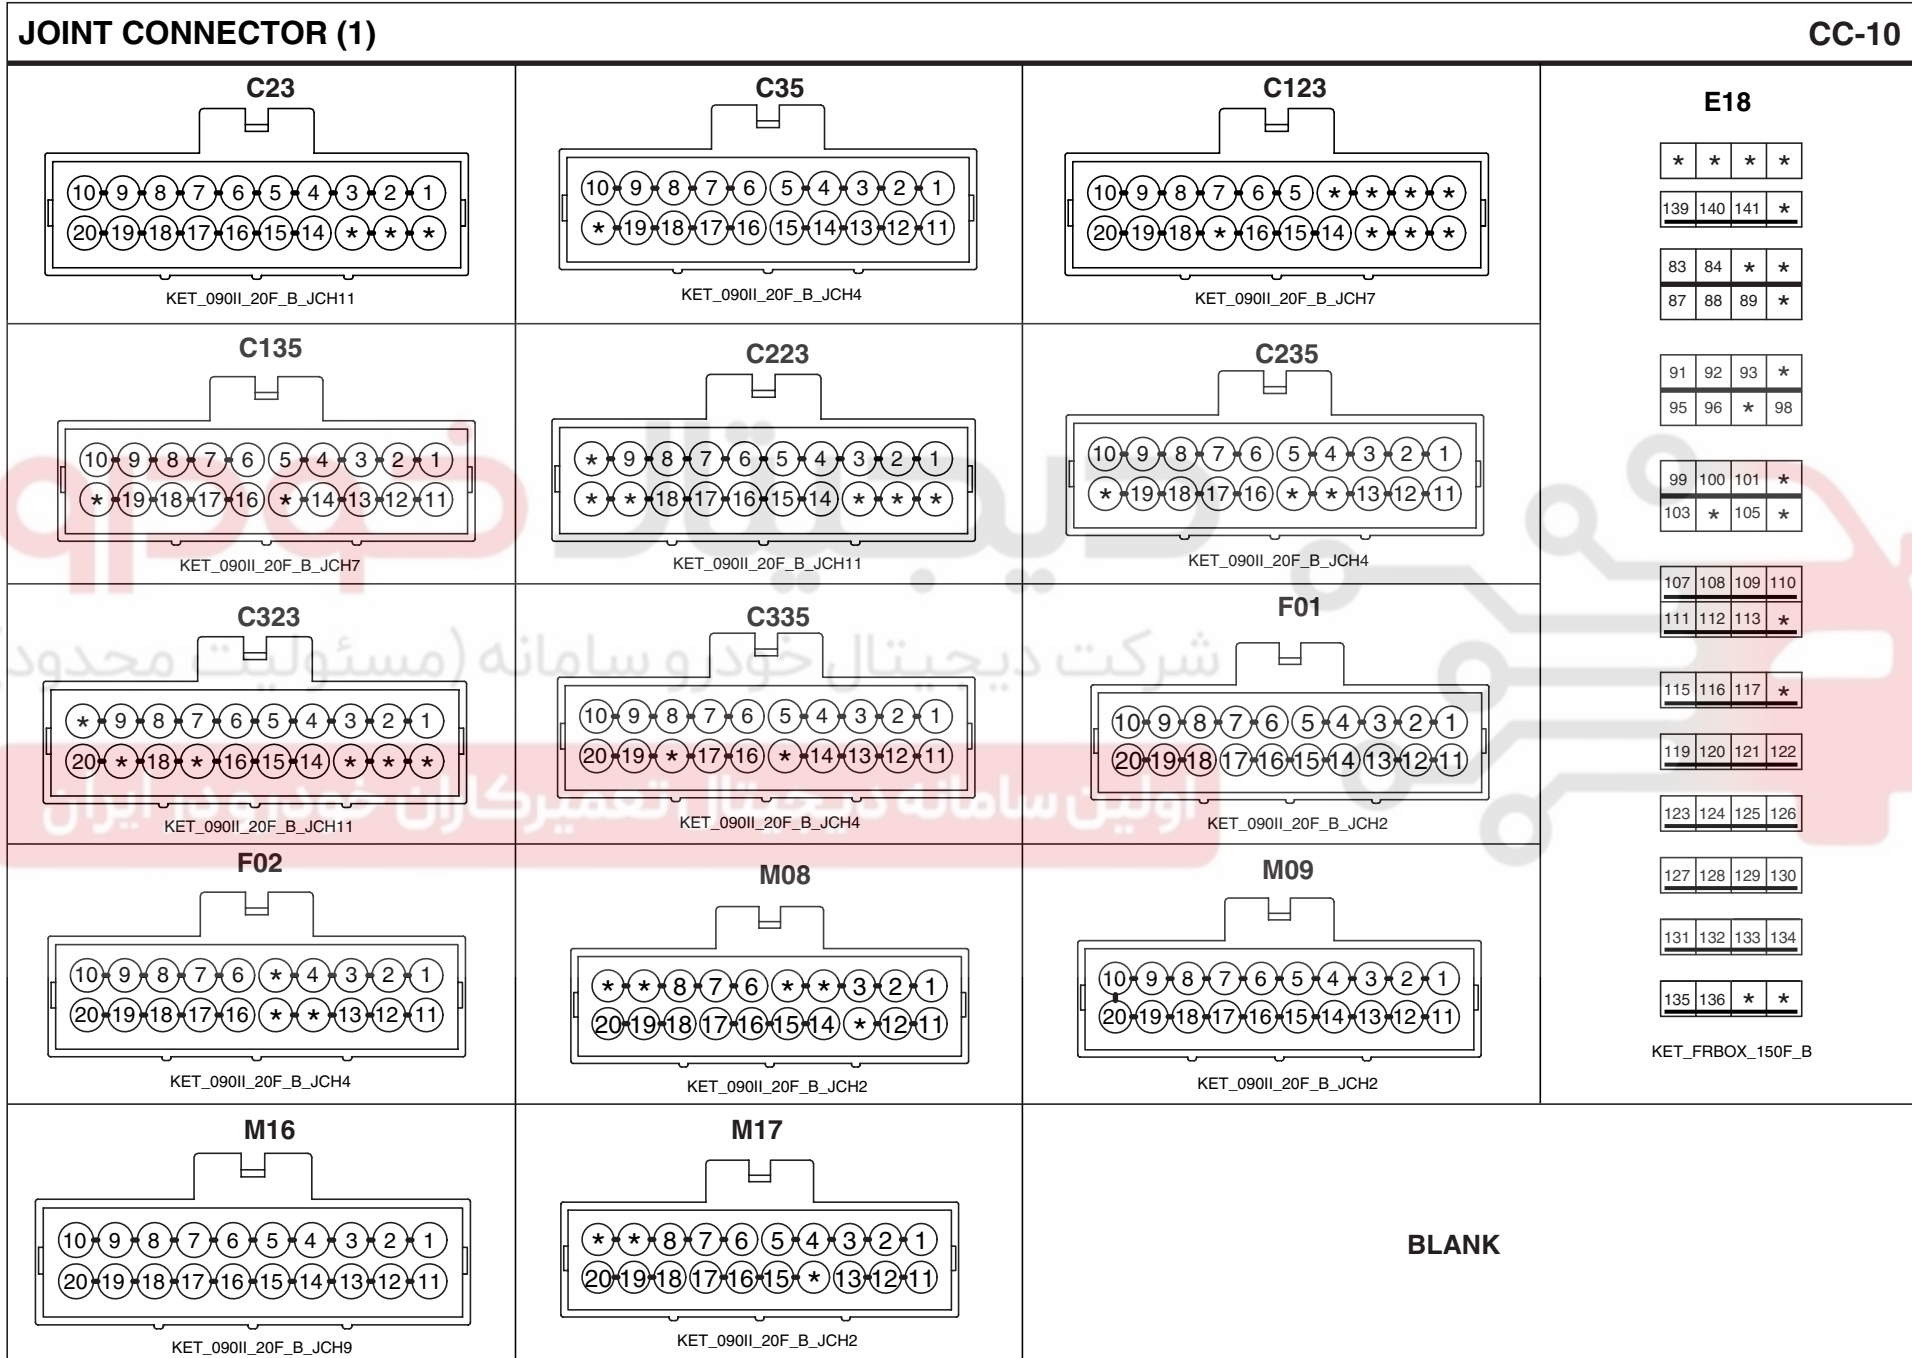 JOINT CONNECTOR (1) CC-10
C23
10 9 8 7 6 5 4 3 2 1
20 19 18 17 16 15 14 * * *
KET_090II_20F_B_JCH11
C35
10 9 8 7 6 5 4 3 2 1
* 19 18 17 16 15 14 13 12 11
KET_090II_20F_B_JCH4
C123
10 9 8 7 6 5 * * * *
20 19 18 * 16 15 14 * * *
KET_090II_20F_B_JCH7
C135
10 9 8 7 6 5 4 3 2 1
* 19 18 17 16 * 14 13 12 11
KET_090II_20F_B_JCH7
C223
* 9 8 7 6 5 4 3 2 1
* * 18 17 16 15 14 * * *
KET_090II_20F_B_JCH11
C235
10 9 8 7 6 5 4 3 2 1
* 19 18 17 16 * * 13 12 11
KET_090II_20F_B_JCH4
C323
* 9 8 7 6 5 4 3 2 1
20 * 18 * 16 15 14 * * *
KET_090II_20F_B_JCH11
C335
10 9 8 7 6 5 4 3 2 1
20 19 * 17 16 * 14 13 12 11
KET_090II_20F_B_JCH4
F01
10 9 8 7 6 5 4 3 2 1
20 19 18 17 16 15 14 13 12 11
KET_090II_20F_B_JCH2
F02
10 9 8 7 6 * 4 3 2 1
20 19 18 17 16 * * 13 12 11
KET_090II_20F_B_JCH4
M08
* * 8 7 6 * * 3 2 1
20 19 18 17 16 15 14 * 12 11
KET_090II_20F_B_JCH2
M09
10 9 8 7 6 5 4 3 2 1
20 19 18 17 16 15 14 13 12 11
KET_090II_20F_B_JCH2
M16
10 9 8 7 6 5 4 3 2 1
20 19 18 17 16 15 14 13 12 11
KET_090II_20F_B_JCH9
M17
* * 8 7 6 5 4 3 2 1
20 19 18 17 16 15 * 13 12 11
KET_090II_20F_B_JCH2
BLANK
E18
* * * *
139 140 141 *
83 84 * *
87 88 89 *
91 92 93 *
95 96 * 98
99 100 101 *
103 * 105 *
107 108 109 110
111 112 113 *
115 116 117 *
119 120 121 122
123 124 125 126
127 128 129 130
131 132 133 134
135 136 * *
KET_FRBOX_150F_B
دیجیتال خودرو
شرکت دیجیتال خودرو سامانه (مسئولیت محدود)
اولین سامانه دیجیتال تعمیرکاران خودرو در ایران